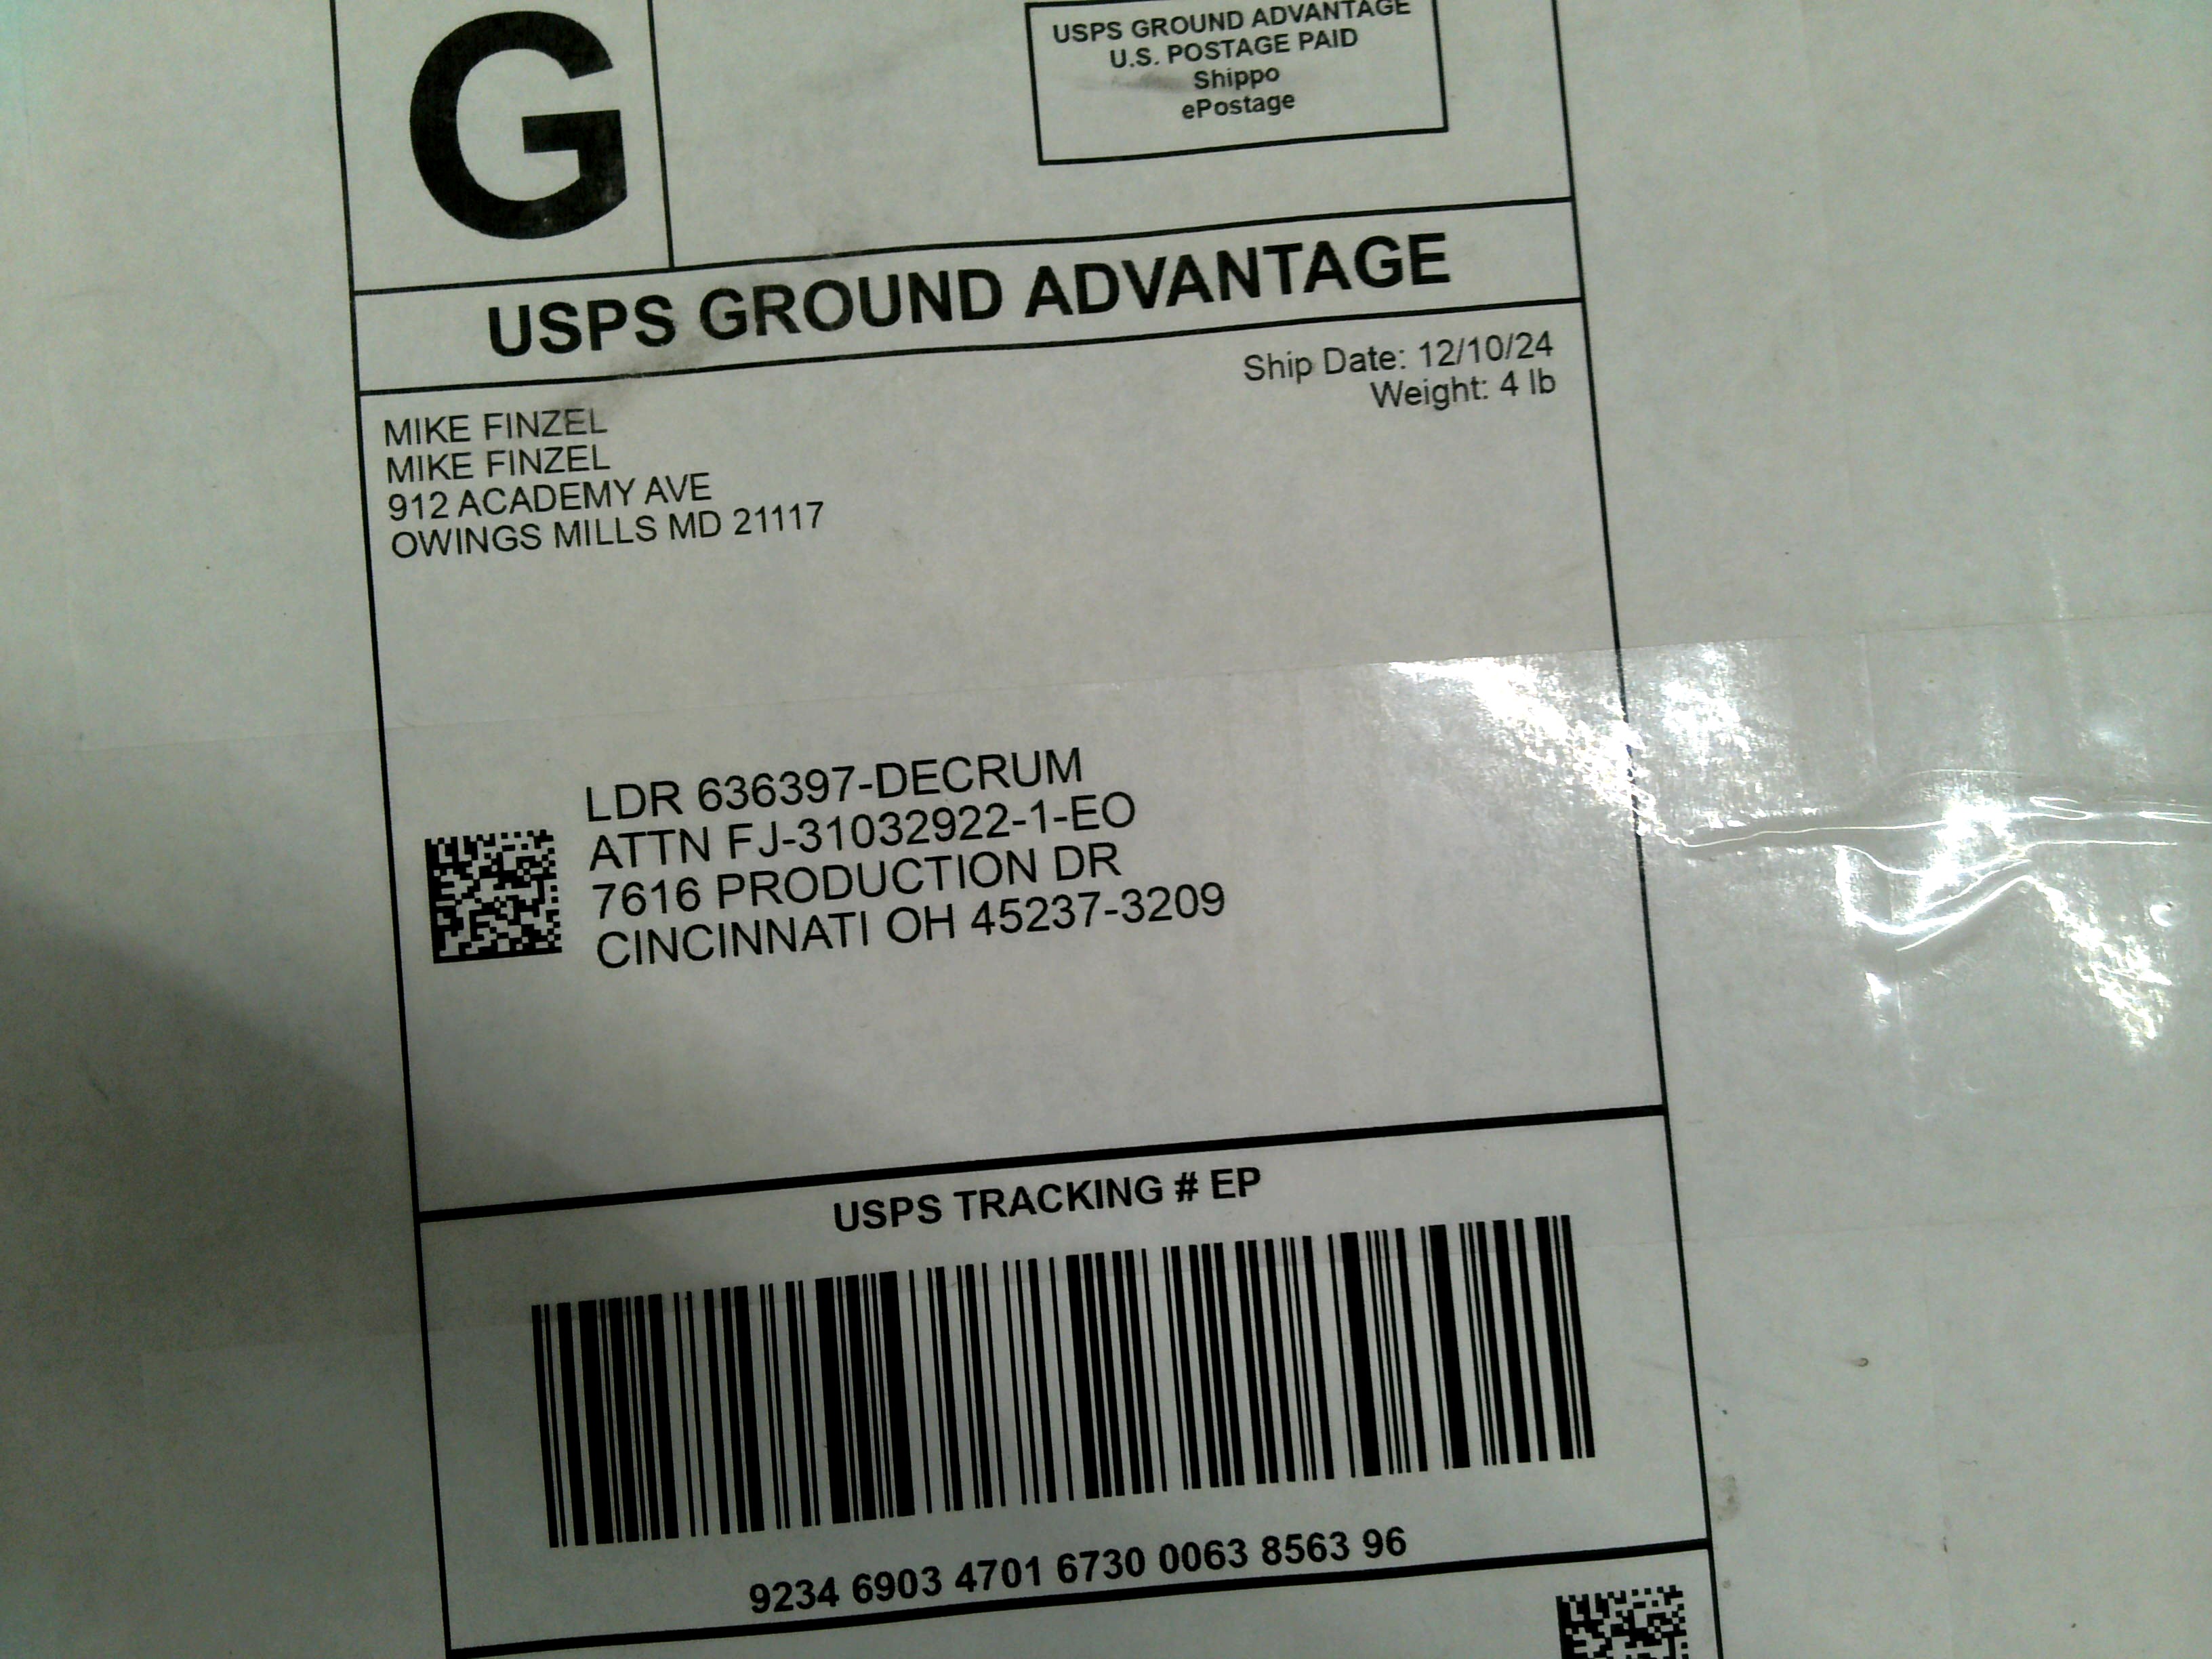 G
USPS GROUND ADVANTAGE
U.S. POSTAGE PAID
Shippo
ePostage
USPS GROUND ADVANTAGE
Ship Date: 12/10/24
Weight: 4 lb
MIKE FINZEL
MIKE FINZEL
912 ACADEMY AVE
OWINGS MILLS MD 21117
LDR 636397-DECRUM
ATTN FJ-31032922-1-EO
7616 PRODUCTION DR
CINCINNATI OH 45237-3209
USPS TRACKING # EP
9234 6903 4701 6730 0063 8563 96